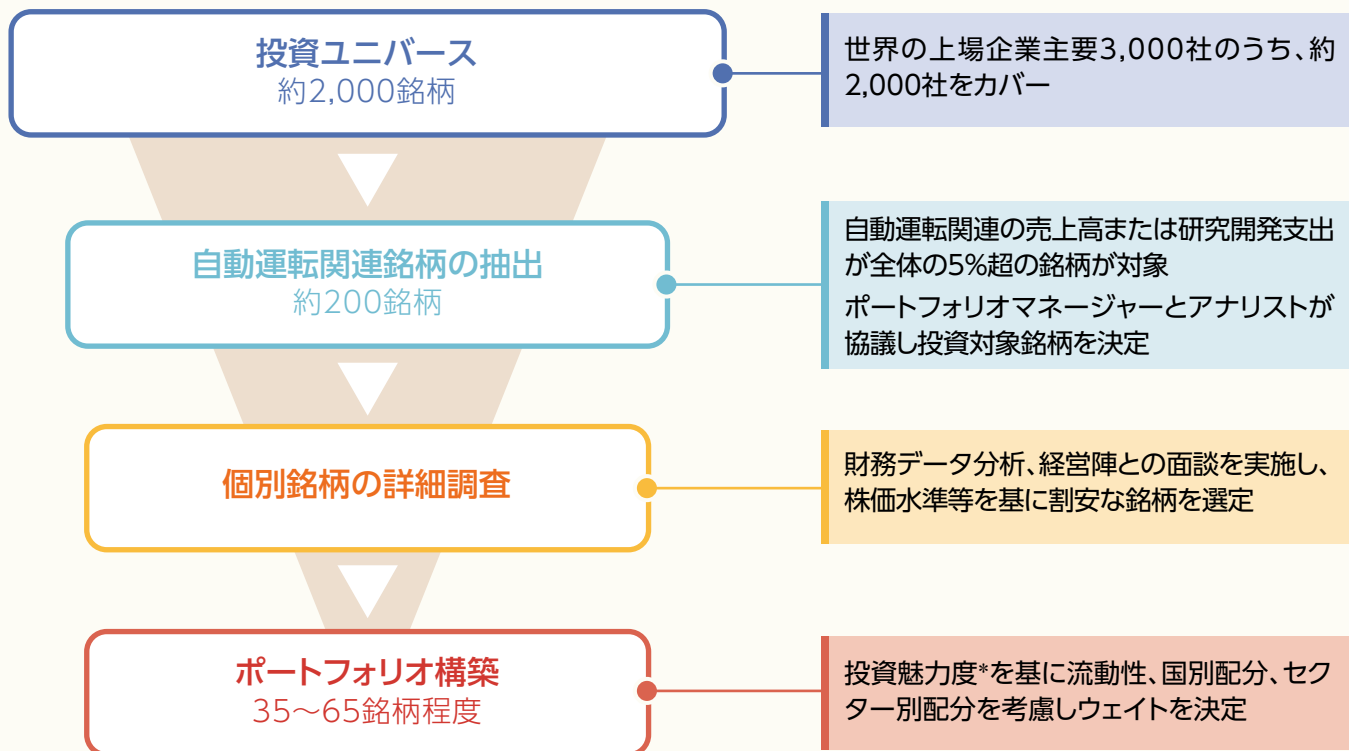 投資ユニバース
約2,000銘柄
世界の上場企業主要3,000社のうち、約
2,000社をカバー
自動運転関連銘柄の抽出
約200銘柄
自動運転関連の売上高または研究開発支出
が全体の5%超の銘柄が対象
ポートフォリオマネージャーとアナリストが
協議し投資対象銘柄を決定
個別銘柄の詳細調査
財務データ分析、経営陣との面談を実施し、
株価水準等を基に割安な銘柄を選定
ポートフォリオ構築
35〜65銘柄程度
投資魅力度*を基に流動性、国別配分、セク
ター別配分を考慮しウェイトを決定